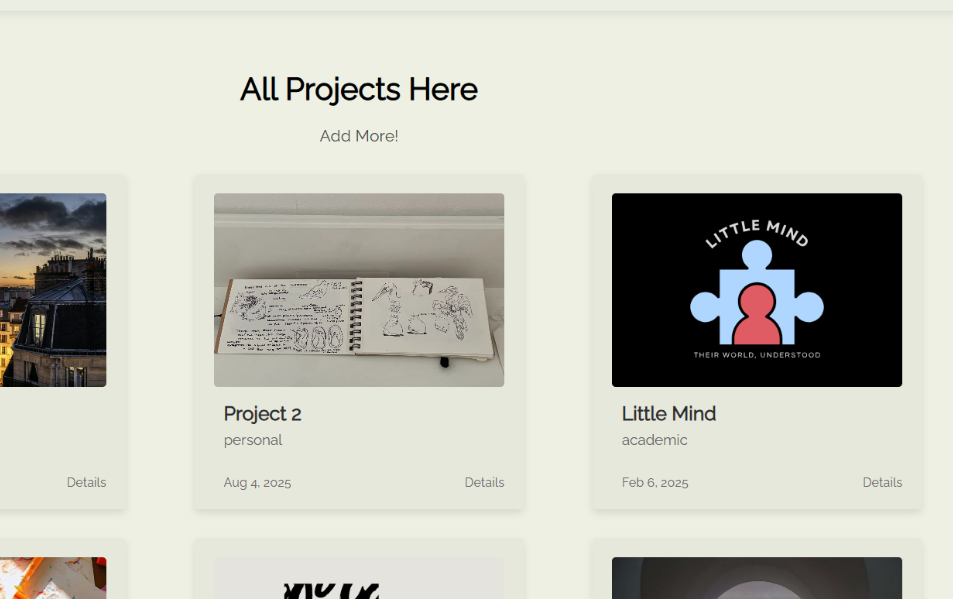 All Projects Here
Add More!
LITTLE MIND
THEIR WORLD, UNDERSTOOD
Project 2
Little Mind
personal
academic
Details
Aug 4, 2025
Details
Feb 6, 2025
Details